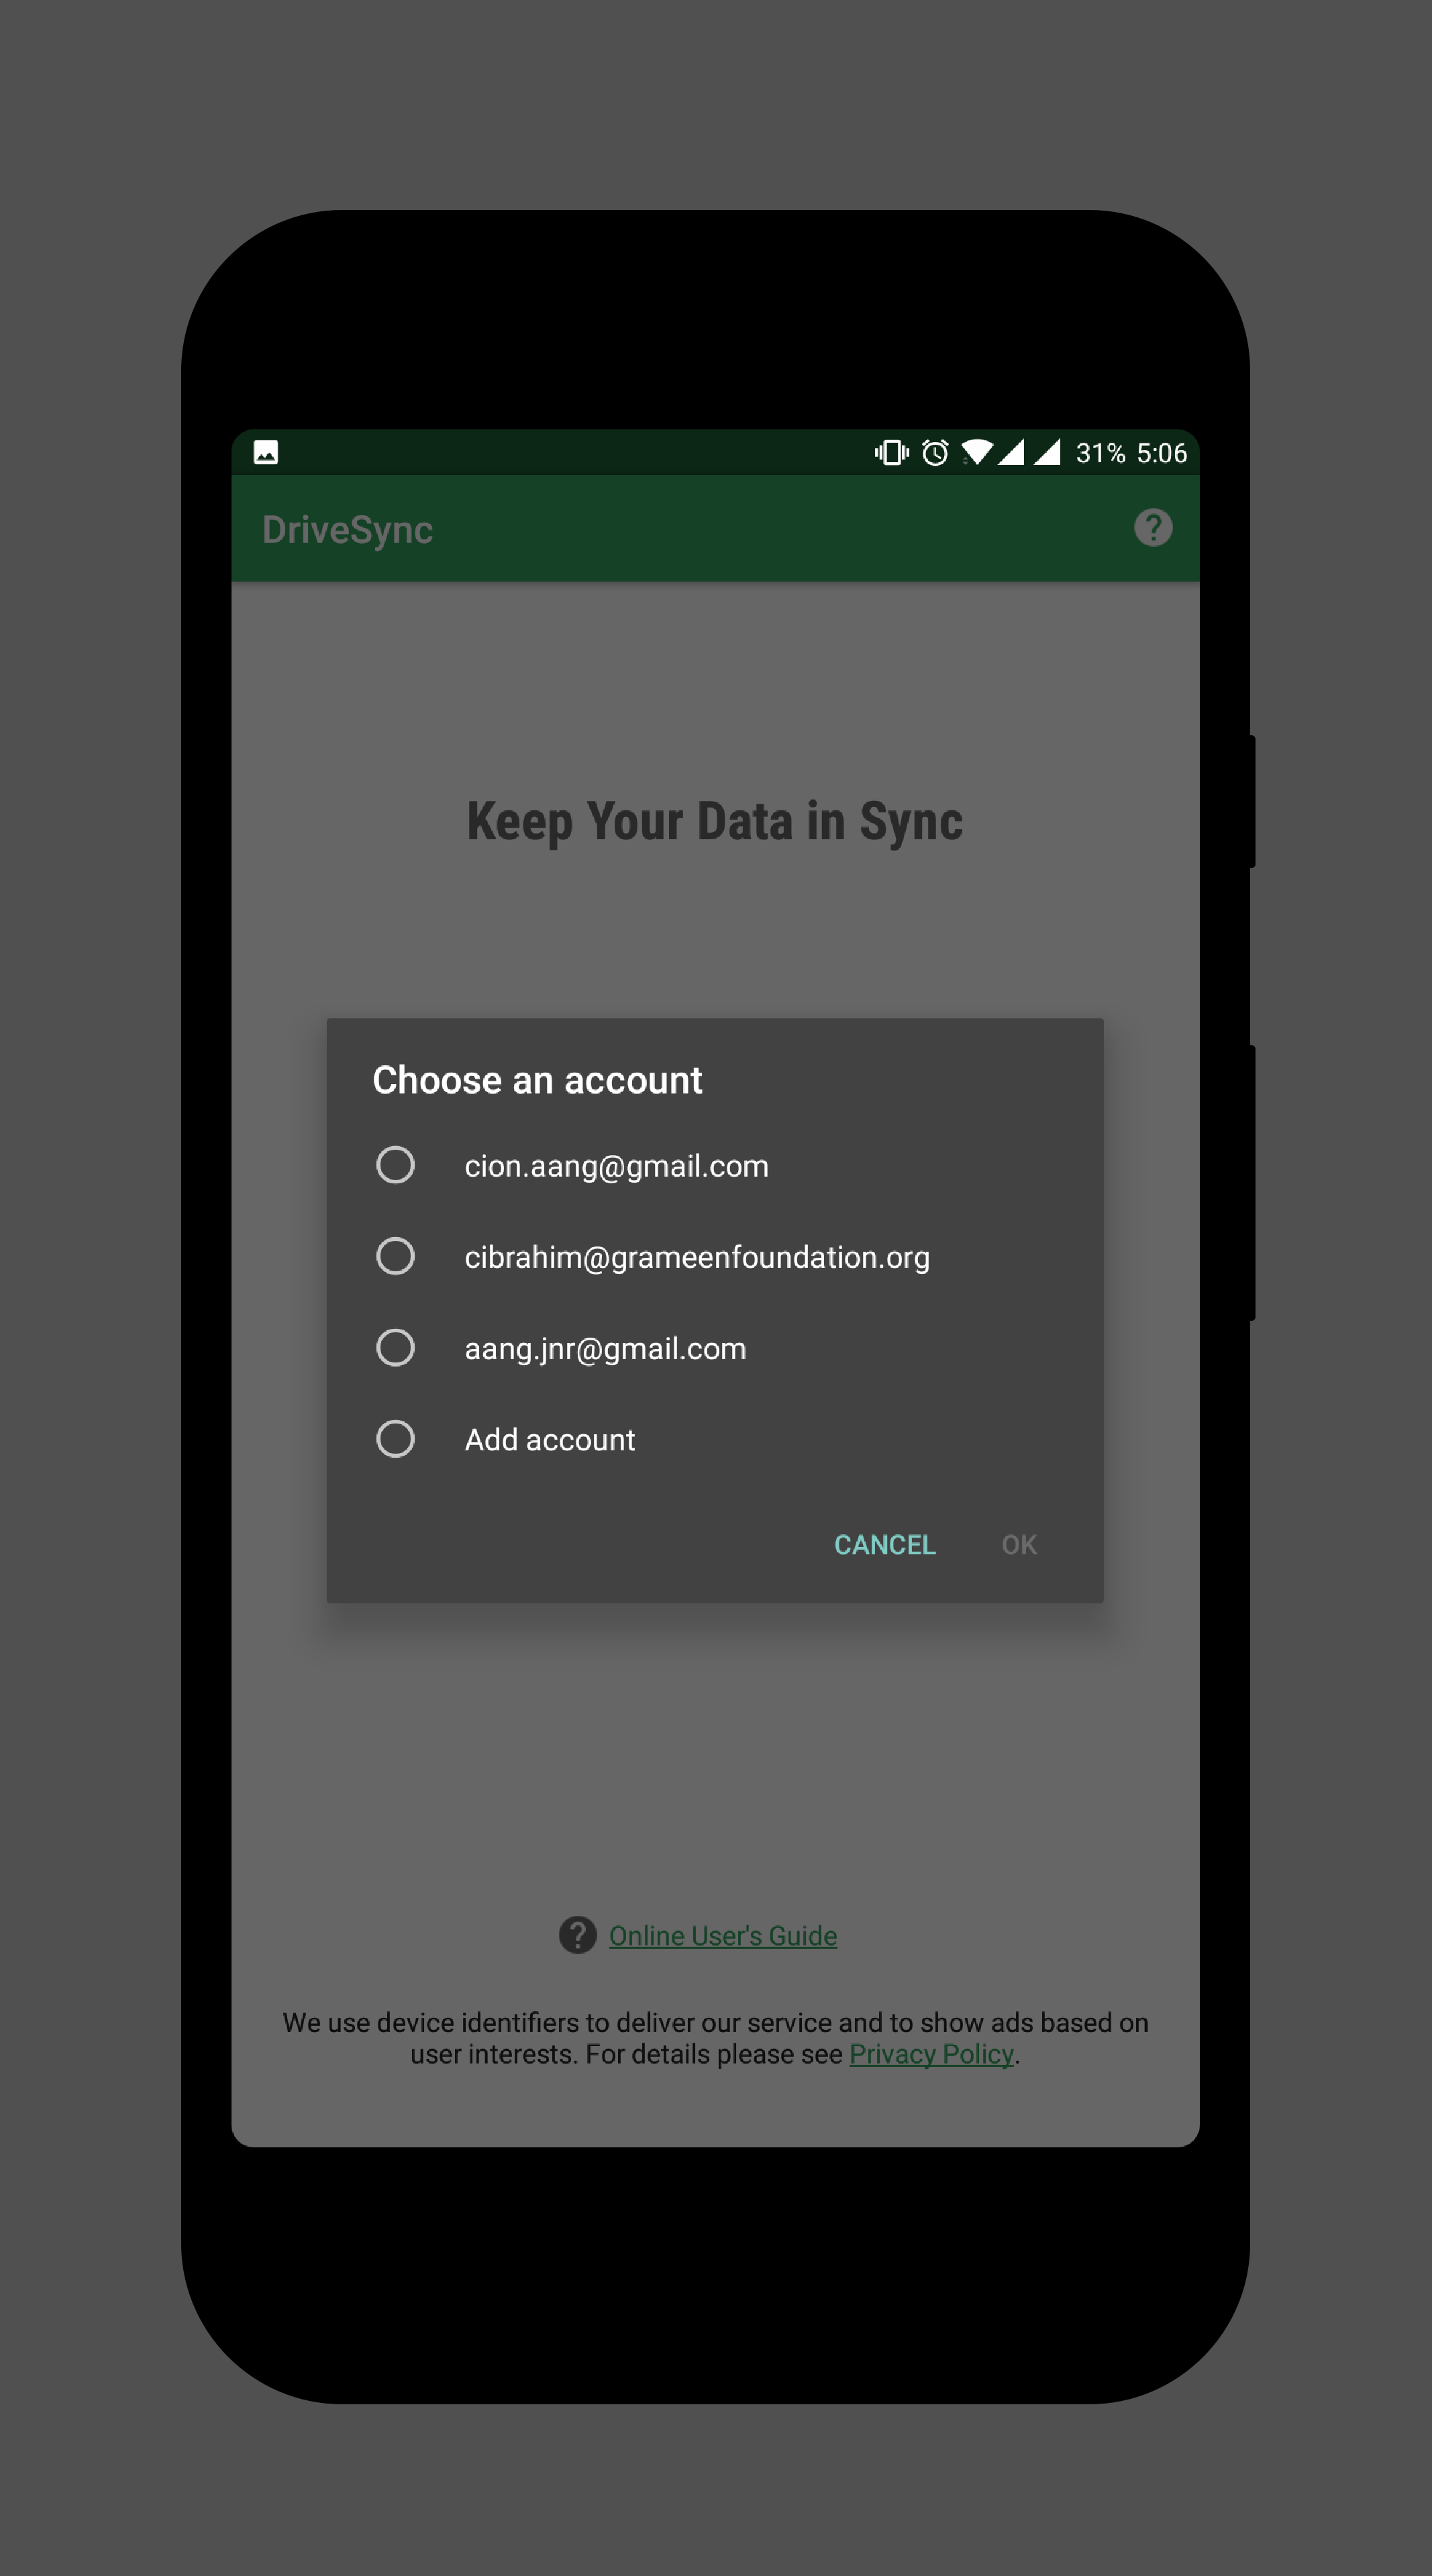 31% 5:06
DriveSync
Keep Your Data in Sync
Choose an account
cion.aang@gmail.com
cibrahim@grameenfoundation.org
aang.jnr@gmail.com
Add account
CANCEL OK
Online User's Guide
We use device identifiers to deliver our service and to show ads based on
user interests. For details please see Privacy Policy.